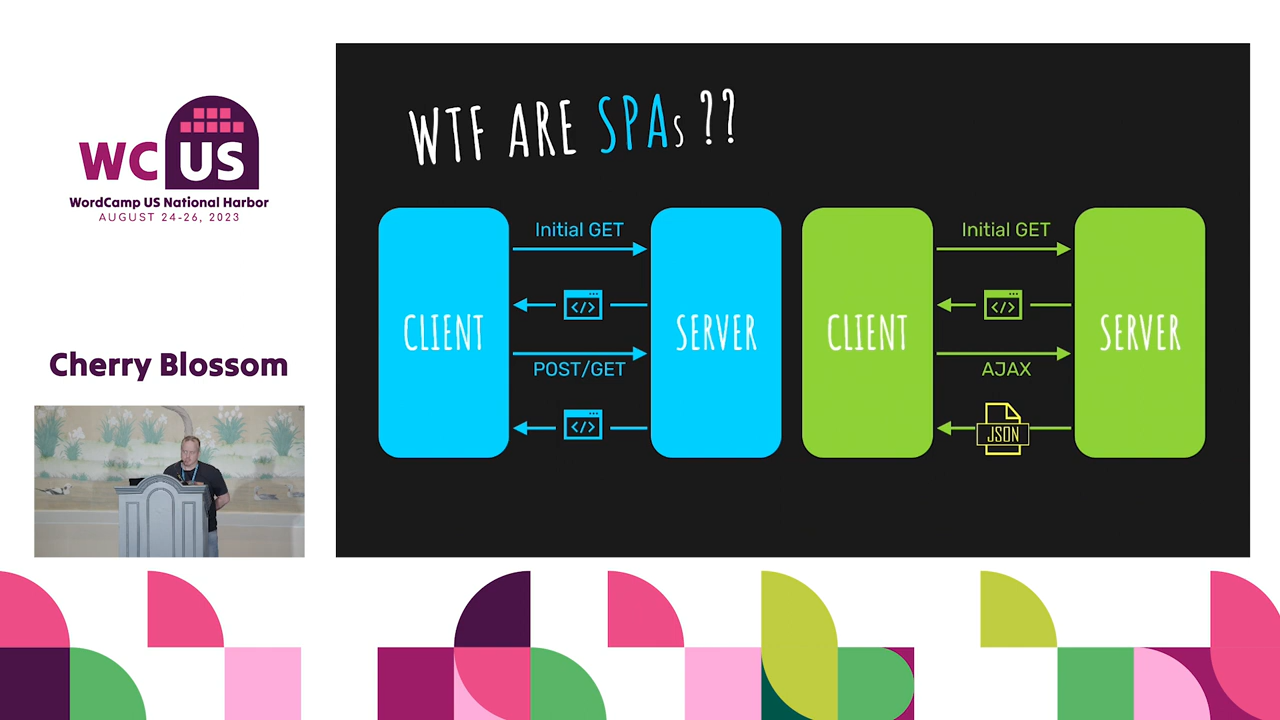 WC US
WordCamp US National Harbor
AUGUST 24-26, 2023
Cherry Blossom
WTF ARE SPAs ??
CLIENT
Initial GET
</>
POST/GET
</>
SERVER
CLIENT
Initial GET
</>
AJAX
JSON
SERVER